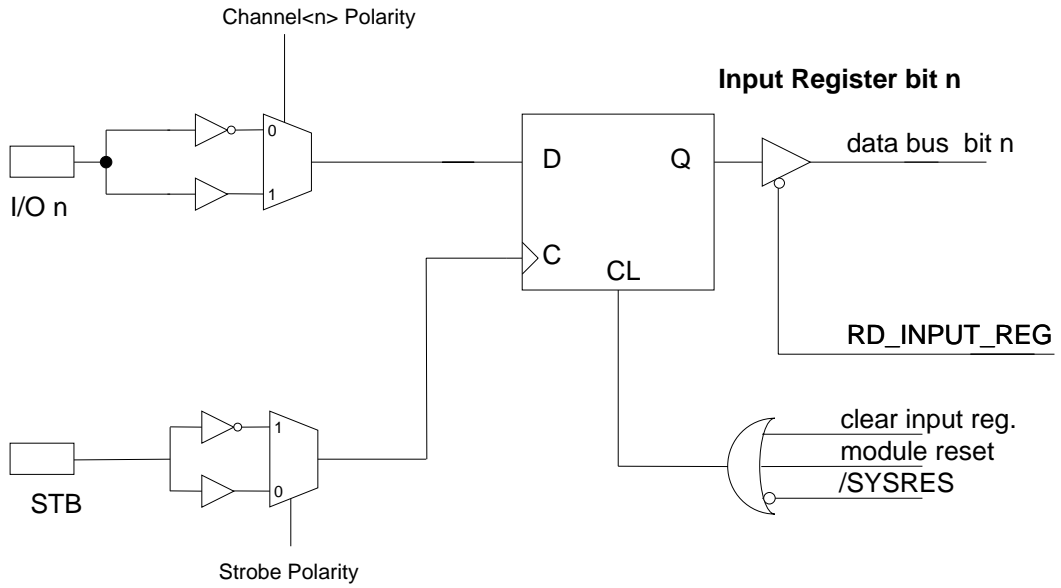 Channel<n> Polarity
Input Register bit n
0
data bus bit n
D
Q
1
I/O n
C
CL
RD_INPUT_REG
clear input reg.
1
module reset
/SYSRES
0
STB
Strobe Polarity